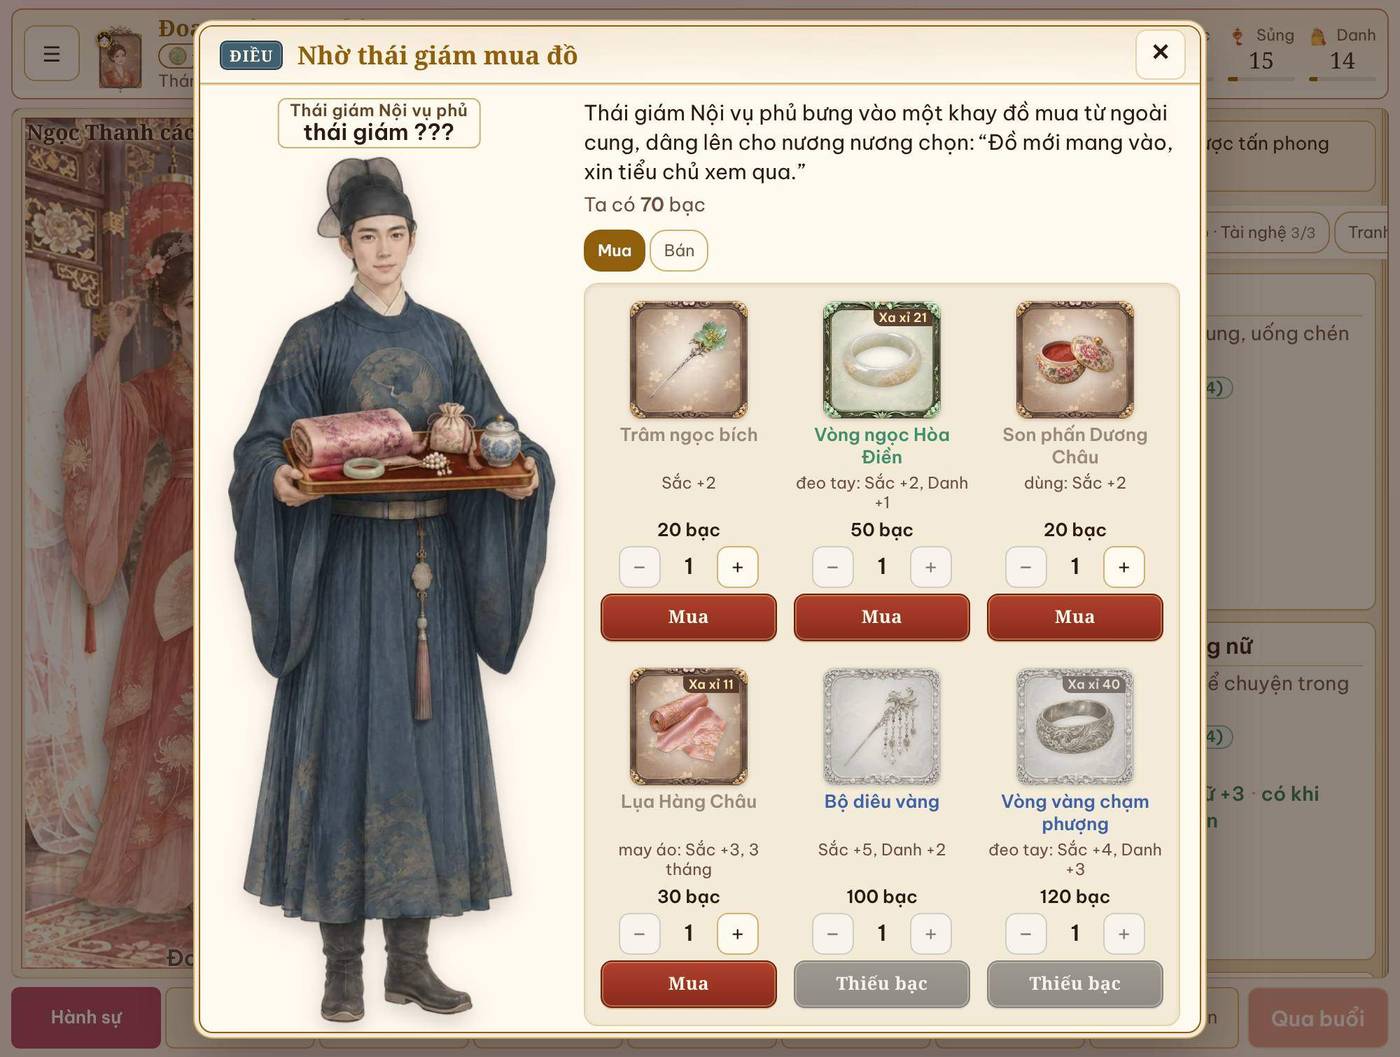 ĐIỀU
Nhờ thái giám mua đồ
×
Thái giám Nội vụ phủ
thái giám ???
Thái giám Nội vụ phủ bưng vào một khay đồ mua từ ngoài
cung, dâng lên cho nương nương chọn: “Đồ mới mang vào,
xin tiểu chủ xem qua.”
Ta có 70 bạc
Mua
Bán
Trâm ngọc bích
Sắc +2
20 bạc
− 1 +
Mua
Xa xỉ 21
Vòng ngọc Hòa
Điền
đeo tay: Sắc +2, Danh
+1
50 bạc
− 1 +
Mua
Son phấn Dương
Châu
dùng: Sắc +2
20 bạc
− 1 +
Mua
Xa xỉ 11
Lụa Hàng Châu
may áo: Sắc +3, 3
tháng
30 bạc
− 1 +
Mua
Bộ diêu vàng
Sắc +5, Danh +2
100 bạc
− 1 +
Thiếu bạc
Xa xỉ 40
Vòng vàng chạm
phượng
đeo tay: Sắc +4, Danh
+3
120 bạc
− 1 +
Thiếu bạc
Sủng
15
Danh
14
Ngọc Thanh các
tấn phong
Tài nghệ 3/3
uống chén
4)
nữ
chuyện trong
4)
+3 · có khi
Hành sự
Qua buổi